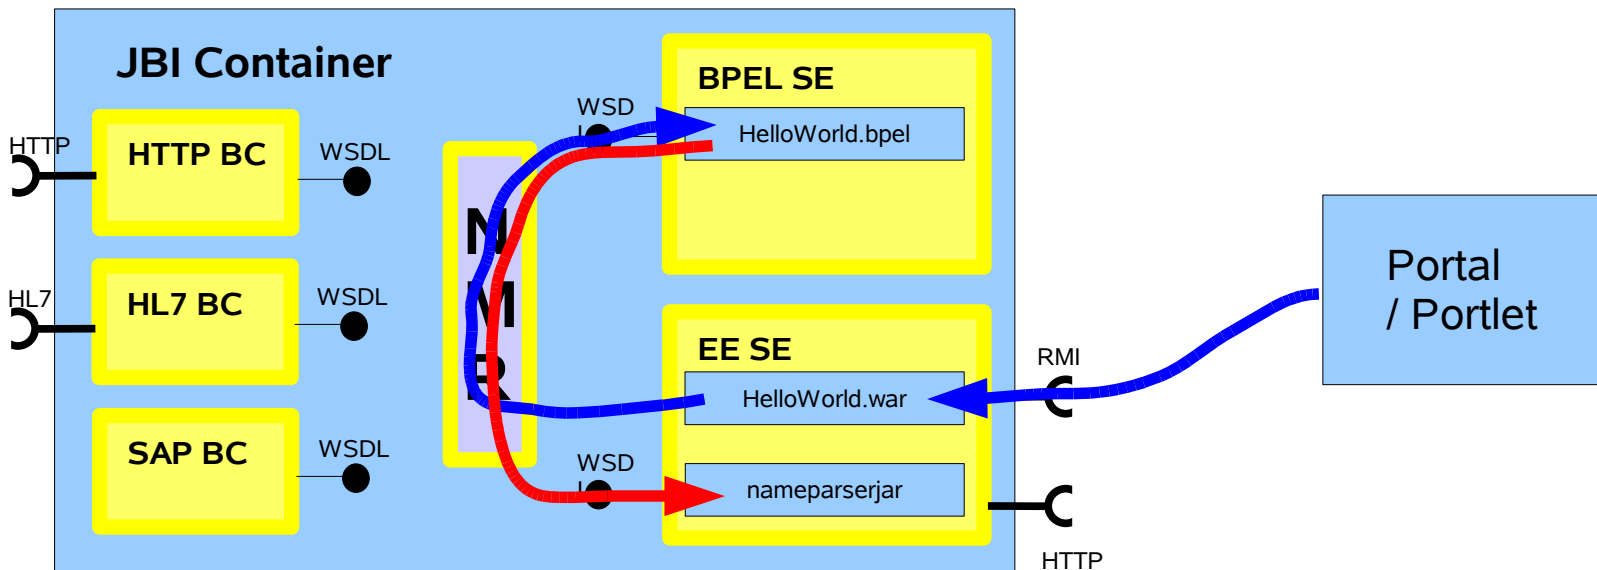 JBI Container
HTTP
HTTP BC
WSDL
HL7
HL7 BC
WSDL
SAP BC
WSDL
N
M
R
WSD
L
BPEL SE
HelloWorld.bpel
EE SE
HelloWorld.war
WSD
L
nameparserjar
RMI
HTTP
Portal
/ Portlet